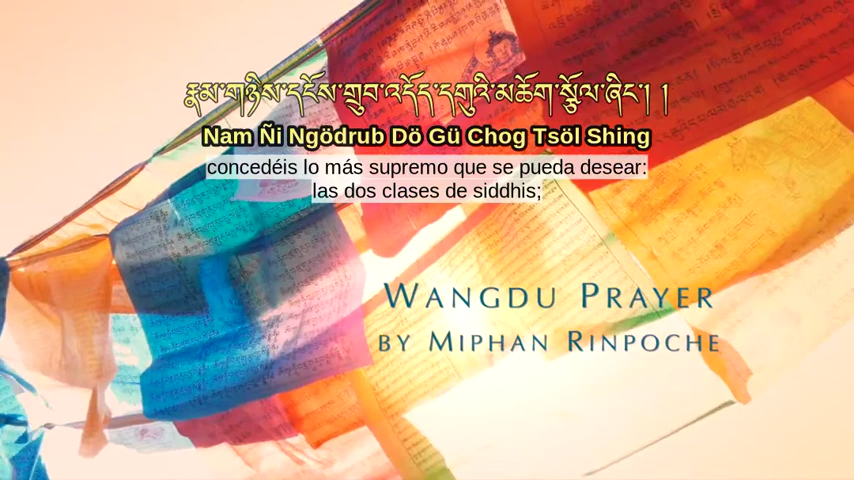 རྣམ་གཉིས་དངོས་གྲུབ་འདོད་དགུའི་མཆོག་སྩོལ་ཞིང་། །
Nam Ñi Ngödrub Dö Gü Chog Tsöl Shing
concedéis lo más supremo que se pueda desear:
las dos clases de siddhis;
WANGDU PRAYER
BY MIPHAN RINPOCHE